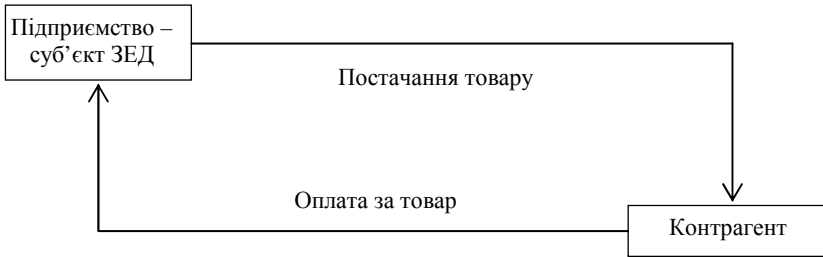 Підприємство –
суб’єкт ЗЕД
Постачання товару
Оплата за товар
Контрагент